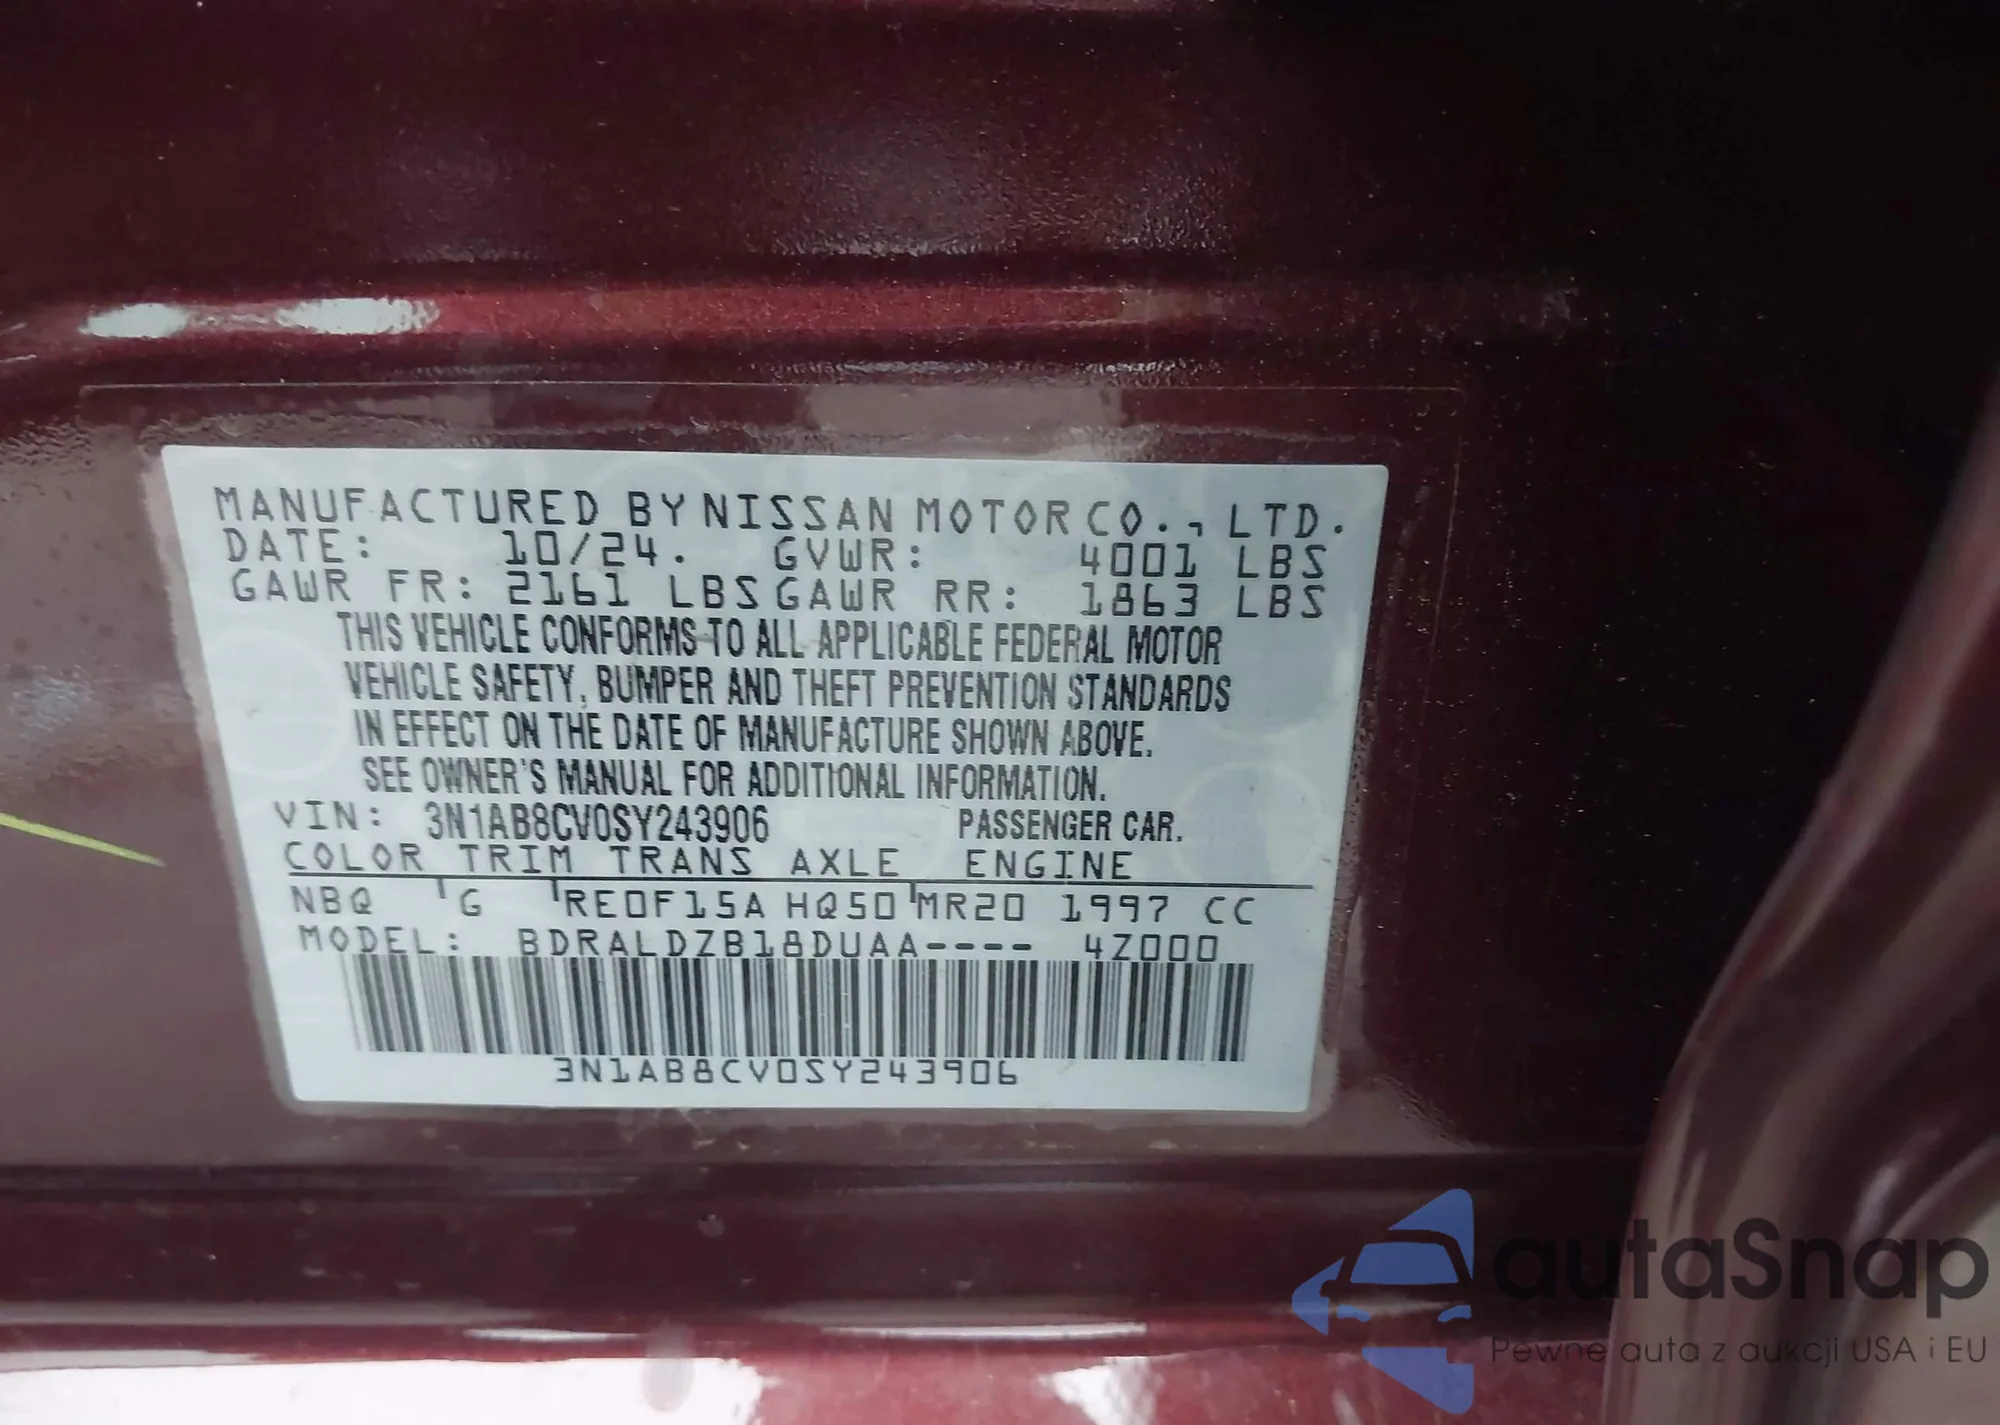 MANUFACTURED BY NISSAN MOTOR CO., LTD.
DATE: 10/24. GVWR: 4001 LBS
GAWR FR: 2161 LBS GAWR RR: 1863 LBS
THIS VEHICLE CONFORMS TO ALL APPLICABLE FEDERAL MOTOR
VEHICLE SAFETY, BUMPER AND THEFT PREVENTION STANDARDS
IN EFFECT ON THE DATE OF MANUFACTURE SHOWN ABOVE.
SEE OWNER'S MANUAL FOR ADDITIONAL INFORMATION.
VIN: 3N1AB8CV0SY243906 PASSENGER CAR.
COLOR TRIM TRANS AXLE ENGINE
NBQ G RE0F15A HQ50 MR20 1997 CC
MODEL: BDRALDZB18DUAA---- 4Z000
3N1AB8CV0SY243906
autaSnap
Pewne auta z aukcji USA i EU